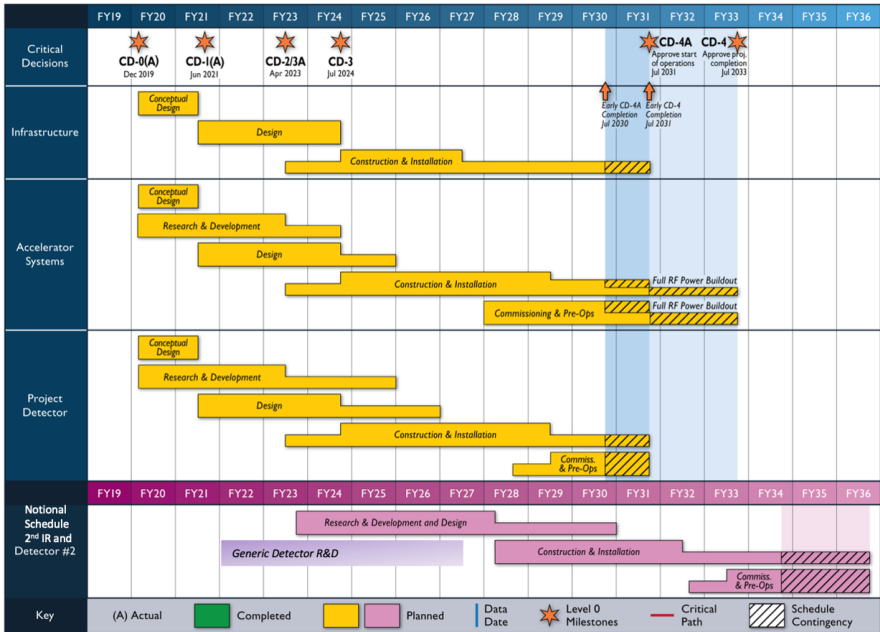 FY19 FY20 FY21 FY22 FY23 FY24 FY25 FY26 FY27 FY28 FY29 FY30 FY31 FY32 FY33 FY34 FY35 FY36
Critical
Decisions
CD-0(A)
Dec 2019
CD-1(A)
Jun 2021
CD-2/3A
Apr 2023
CD-3
Jul 2024
CD-4A
Approve start
of operations
Jul 2031
CD-4
Approve proj.
completion
Jul 2033
Early CD-4A
Completion
Jul 2030
Early CD-4
Completion
Jul 2031
Infrastructure
Conceptual
Design
Design
Construction & Installation
Accelerator
Systems
Conceptual
Design
Research & Development
Design
Construction & Installation
Full RF Power Buildout
Commissioning & Pre-Ops
Full RF Power Buildout
Project
Detector
Conceptual
Design
Research & Development
Design
Construction & Installation
Commiss.
& Pre-Ops
FY19 FY20 FY21 FY22 FY23 FY24 FY25 FY26 FY27 FY28 FY29 FY30 FY31 FY32 FY33 FY34 FY35 FY36
Notional
Schedule
2nd IR and
Detector #2
Research & Development and Design
Generic Detector R&D
Construction & Installation
Commiss.
& Pre-Ops
Key
(A) Actual
Completed
Planned
Data
Date
Level 0
Milestones
Critical
Path
Schedule
Contingency